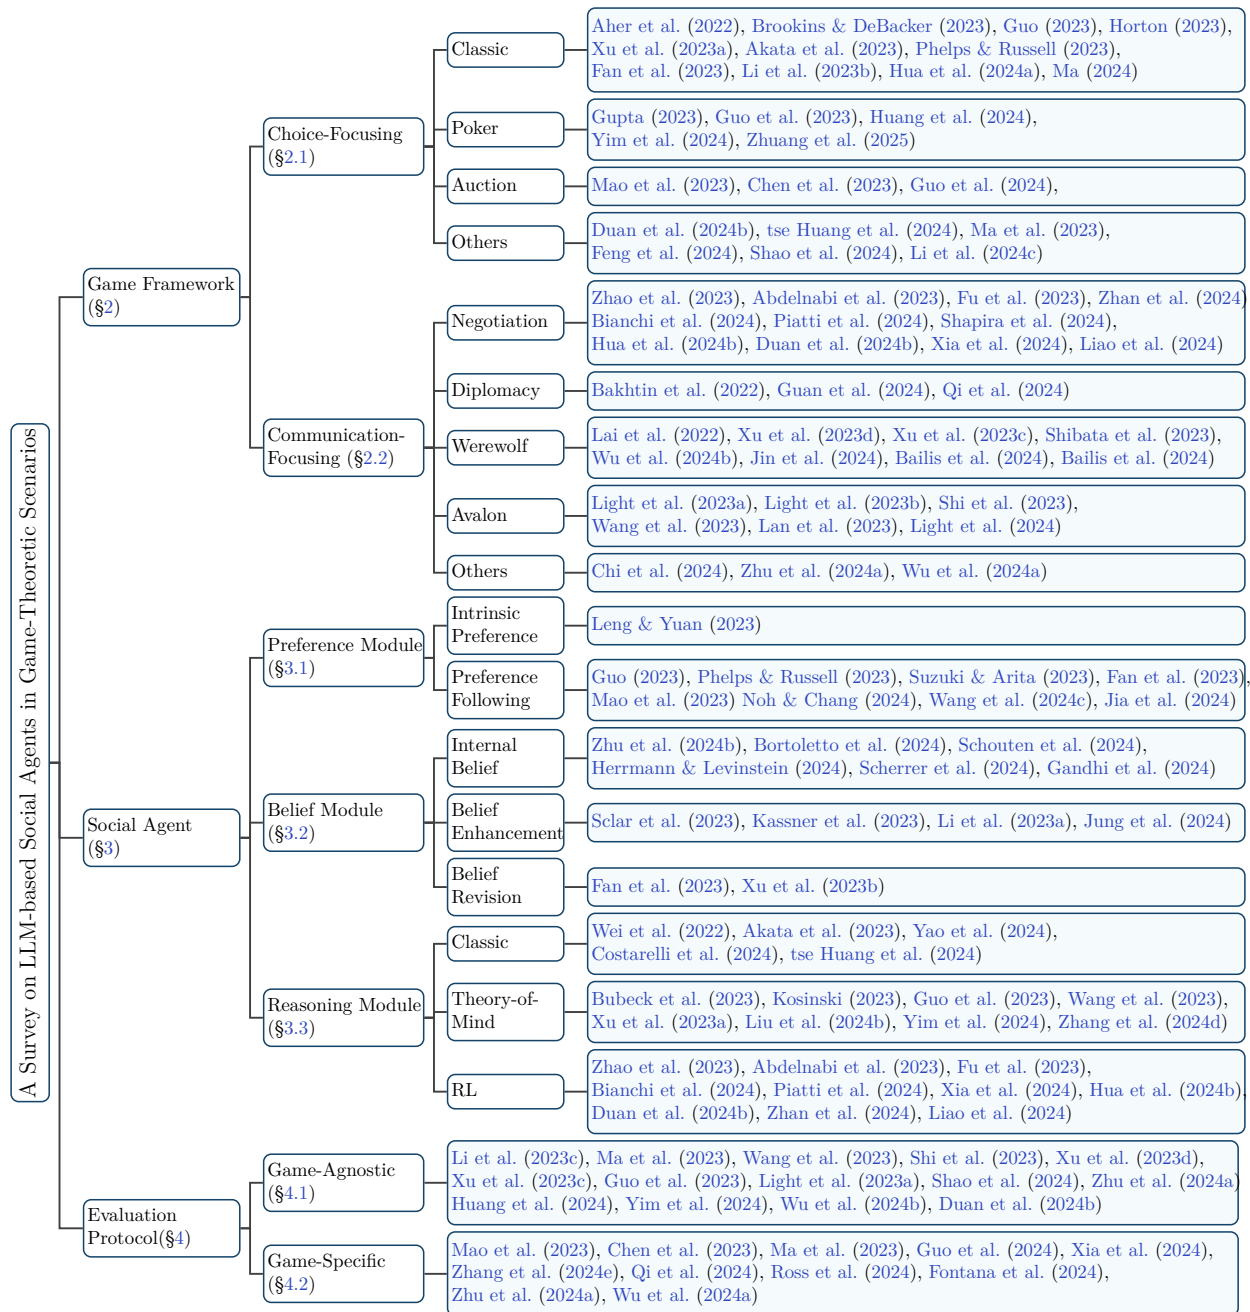 A Survey on LLM-based Social Agents in Game-Theoretic Scenarios
Game Framework
(§2)
Choice-Focusing
(§2.1)
Classic
Aher et al. (2022), Brookins & DeBacker (2023), Guo (2023), Horton (2023),
Xu et al. (2023a), Akata et al. (2023), Phelps & Russell (2023),
Fan et al. (2023), Li et al. (2023b), Hua et al. (2024a), Ma (2024)
Poker
Gupta (2023), Guo et al. (2023), Huang et al. (2024),
Yim et al. (2024), Zhuang et al. (2025)
Auction
Mao et al. (2023), Chen et al. (2023), Guo et al. (2024),
Others
Duan et al. (2024b), tse Huang et al. (2024), Ma et al. (2023),
Feng et al. (2024), Shao et al. (2024), Li et al. (2024c)
Communication-
Focusing (§2.2)
Negotiation
Zhao et al. (2023), Abdelnabi et al. (2023), Fu et al. (2023), Zhan et al. (2024)
Bianchi et al. (2024), Piatti et al. (2024), Shapira et al. (2024),
Hua et al. (2024b), Duan et al. (2024b), Xia et al. (2024), Liao et al. (2024)
Diplomacy
Bakhtin et al. (2022), Guan et al. (2024), Qi et al. (2024)
Werewolf
Lai et al. (2022), Xu et al. (2023d), Xu et al. (2023c), Shibata et al. (2023),
Wu et al. (2024b), Jin et al. (2024), Bailis et al. (2024), Bailis et al. (2024)
Avalon
Light et al. (2023a), Light et al. (2023b), Shi et al. (2023),
Wang et al. (2023), Lan et al. (2023), Light et al. (2024)
Others
Chi et al. (2024), Zhu et al. (2024a), Wu et al. (2024a)
Social Agent
(§3)
Preference Module
(§3.1)
Intrinsic
Preference
Leng & Yuan (2023)
Preference
Following
Guo (2023), Phelps & Russell (2023), Suzuki & Arita (2023), Fan et al. (2023),
Mao et al. (2023) Noh & Chang (2024), Wang et al. (2024c), Jia et al. (2024)
Belief Module
(§3.2)
Internal
Belief
Zhu et al. (2024b), Bortoletto et al. (2024), Schouten et al. (2024),
Herrmann & Levinstein (2024), Scherrer et al. (2024), Gandhi et al. (2024)
Belief
Enhancement
Sclar et al. (2023), Kassner et al. (2023), Li et al. (2023a), Jung et al. (2024)
Belief
Revision
Fan et al. (2023), Xu et al. (2023b)
Reasoning Module
(§3.3)
Classic
Wei et al. (2022), Akata et al. (2023), Yao et al. (2024),
Costarelli et al. (2024), tse Huang et al. (2024)
Theory-of-
Mind
Bubeck et al. (2023), Kosinski (2023), Guo et al. (2023), Wang et al. (2023),
Xu et al. (2023a), Liu et al. (2024b), Yim et al. (2024), Zhang et al. (2024d)
RL
Zhao et al. (2023), Abdelnabi et al. (2023), Fu et al. (2023),
Bianchi et al. (2024), Piatti et al. (2024), Xia et al. (2024), Hua et al. (2024b),
Duan et al. (2024b), Zhan et al. (2024), Liao et al. (2024)
Evaluation
Protocol(§4)
Game-Agnostic
(§4.1)
Li et al. (2023c), Ma et al. (2023), Wang et al. (2023), Shi et al. (2023), Xu et al. (2023d),
Xu et al. (2023c), Guo et al. (2023), Light et al. (2023a), Shao et al. (2024), Zhu et al. (2024a)
Huang et al. (2024), Yim et al. (2024), Wu et al. (2024b), Duan et al. (2024b)
Game-Specific
(§4.2)
Mao et al. (2023), Chen et al. (2023), Ma et al. (2023), Guo et al. (2024), Xia et al. (2024),
Zhang et al. (2024e), Qi et al. (2024), Ross et al. (2024), Fontana et al. (2024),
Zhu et al. (2024a), Wu et al. (2024a)